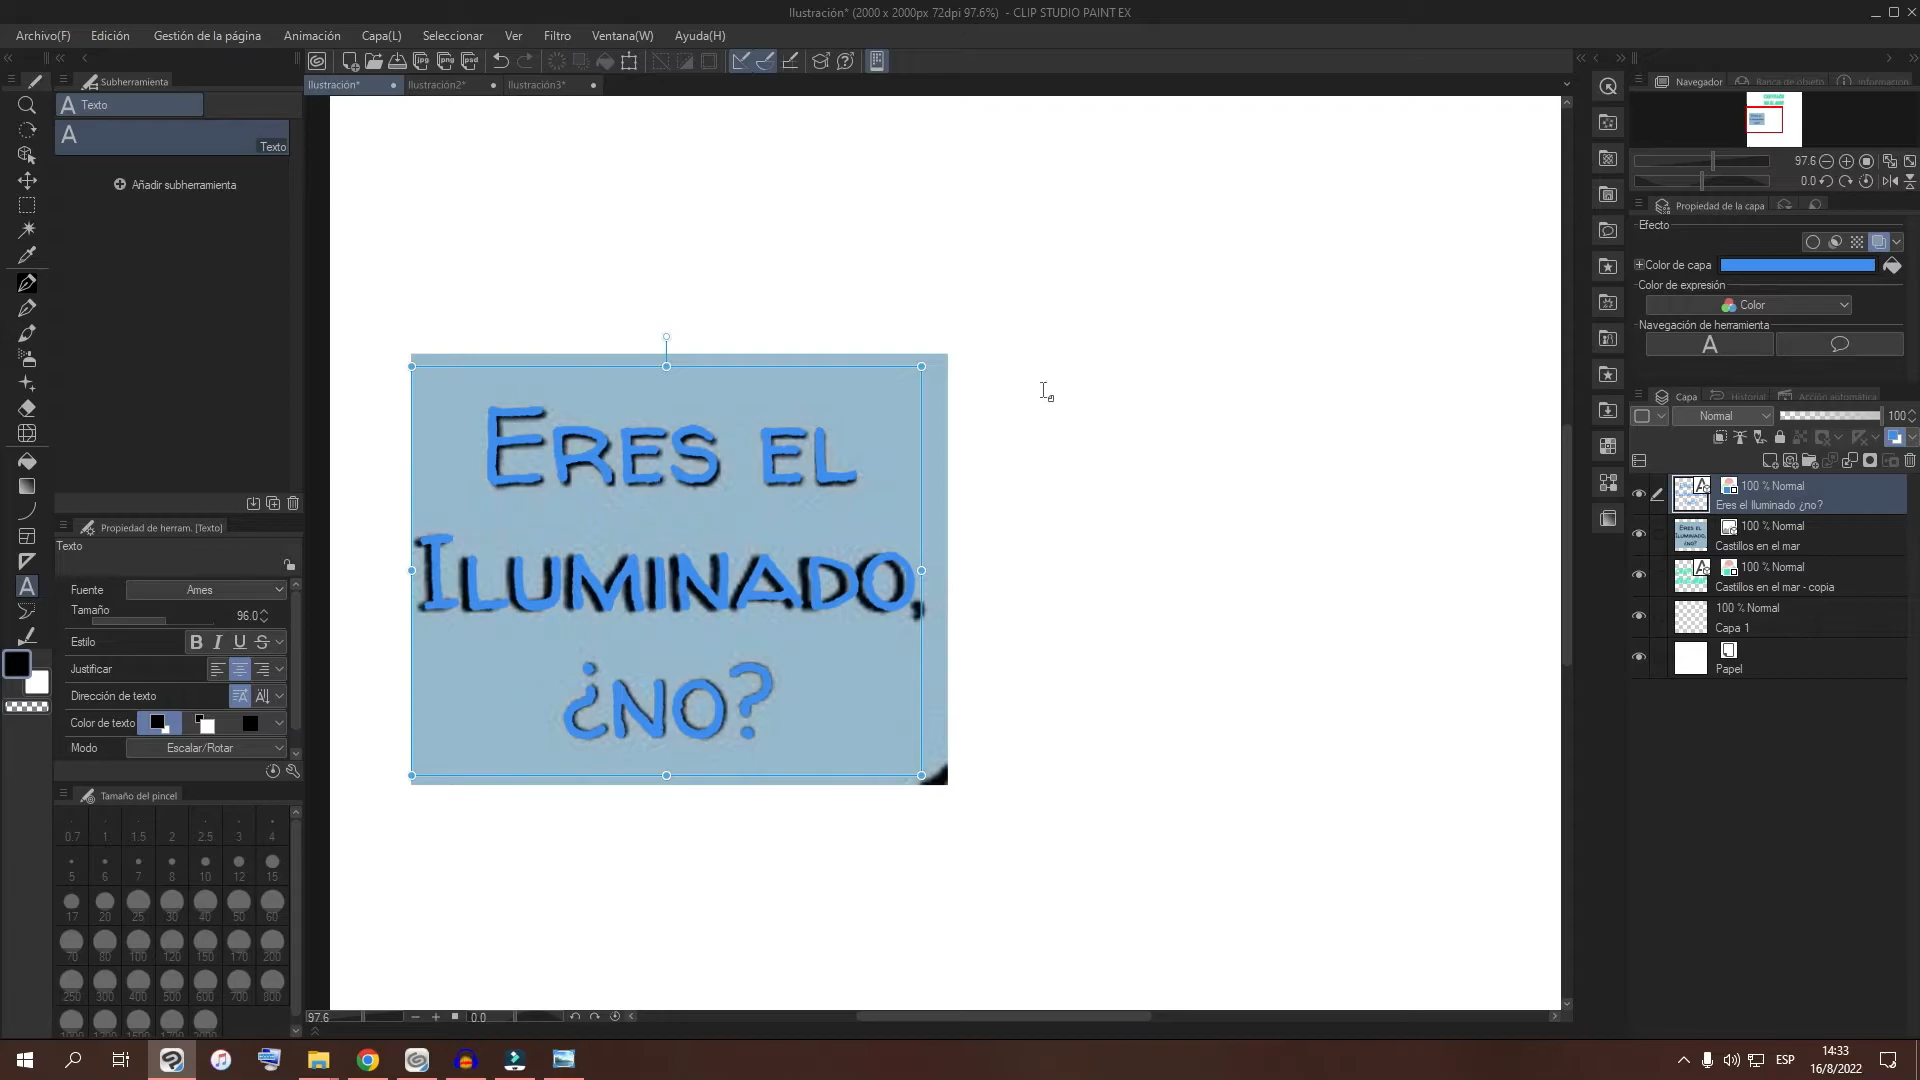 Ilustración* (2000 x 2000px 72dpi 97.6%) - CLIP STUDIO PAINT EX
Archivo(F) Edición Gestión de la página Animación Capa(L) Seleccionar Ver Filtro Ventana(W) Ayuda(H)
Subherramienta
Ilustración* Ilustración2* Ilustración3*
Navegador Banca de objeto Información
A Texto
A
Texto
Añadir subherramienta
97.6
0.0
Propiedad de la capa
Efecto
Color de capa
Color de expresión
Color
Navegación de herramienta
A
Capa Historial Acción automática
Normal 100
100 % Normal
Eres el Iluminado ¿no?
100 % Normal
Castillos en el mar
100 % Normal
Castillos en el mar - copia
100 % Normal
Capa 1
Papel
ERES EL
ILUMINADO,
¿NO?
Propiedad de herram. [Texto]
Texto
Fuente Ames
Tamaño 96.0
Estilo B I U S
Justificar
Dirección de texto
Color de texto
Modo Escalar/Rotar
Tamaño del pincel
0.7 1 1.5 2 2.5 3 4
5 6 7 8 10 12 15
17 20 25 30 40 50 60
70 80 100 120 150 170 200
250 300 400 500 600 700 800
97.6 0.0
ESP
14:33
16/8/2022